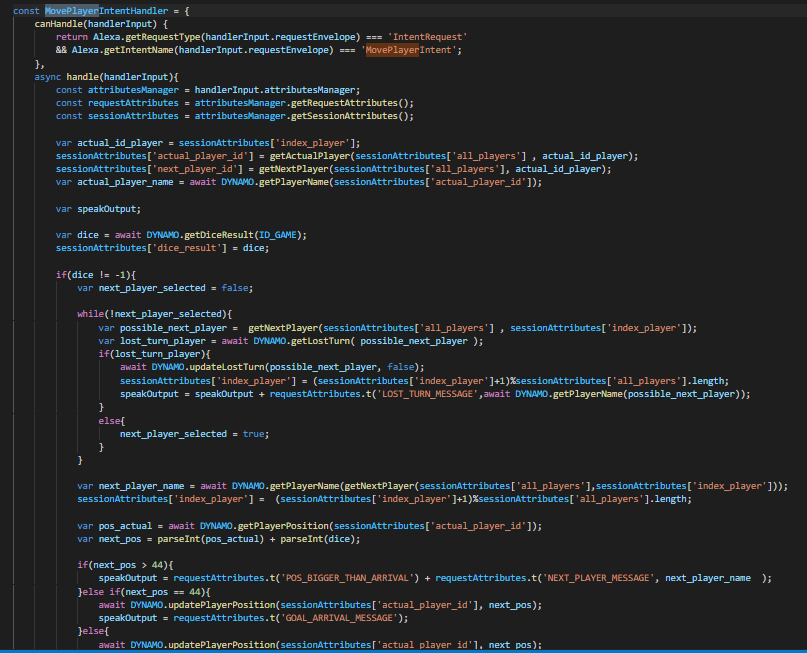 const MovePlayerIntentHandler = {
canHandle(handlerInput) {
return Alexa.getRequestType(handlerInput.requestEnvelope) === 'IntentRequest'
&& Alexa.getIntentName(handlerInput.requestEnvelope) === 'MovePlayerIntent';
},
async handle(handlerInput){
const attributesManager = handlerInput.attributesManager;
const requestAttributes = attributesManager.getRequestAttributes();
const sessionAttributes = attributesManager.getSessionAttributes();
var actual_id_player = sessionAttributes['index_player'];
sessionAttributes['actual_player_id'] = getActualPlayer(sessionAttributes['all_players'] , actual_id_player);
sessionAttributes['next_player_id'] = getNextPlayer(sessionAttributes['all_players'], actual_id_player);
var actual_player_name = await DYNAMO.getPlayerName(sessionAttributes['actual_player_id']);
var speakOutput;
var dice = await DYNAMO.getDiceResult(ID_GAME);
sessionAttributes['dice_result'] = dice;
if(dice != -1){
var next_player_selected = false;
while(!next_player_selected){
var possible_next_player =  getNextPlayer(sessionAttributes['all_players'] , sessionAttributes['index_player']);
var lost_turn_player = await DYNAMO.getLostTurn( possible_next_player );
if(lost_turn_player){
await DYNAMO.updateLostTurn(possible_next_player, false);
sessionAttributes['index_player'] = (sessionAttributes['index_player']+1)%sessionAttributes['all_players'].length;
speakOutput = speakOutput + requestAttributes.t('LOST_TURN_MESSAGE',await DYNAMO.getPlayerName(possible_next_player));
}
else{
next_player_selected = true;
}
}
var next_player_name = await DYNAMO.getPlayerName(getNextPlayer(sessionAttributes['all_players'],sessionAttributes['index_player']));
sessionAttributes['index_player'] =  (sessionAttributes['index_player']+1)%sessionAttributes['all_players'].length;
var pos_actual = await DYNAMO.getPlayerPosition(sessionAttributes['actual_player_id']);
var next_pos = parseInt(pos_actual) + parseInt(dice);
if(next_pos > 44){
speakOutput = requestAttributes.t('POS_BIGGER_THAN_ARRIVAL') + requestAttributes.t('NEXT_PLAYER_MESSAGE', next_player_name  );
}else if(next_pos == 44){
await DYNAMO.updatePlayerPosition(sessionAttributes['actual_player_id'], next_pos);
speakOutput = requestAttributes.t('GOAL_ARRIVAL_MESSAGE');
}else{
await DYNAMO.updatePlayerPosition(sessionAttributes['actual_player_id'], next_pos);